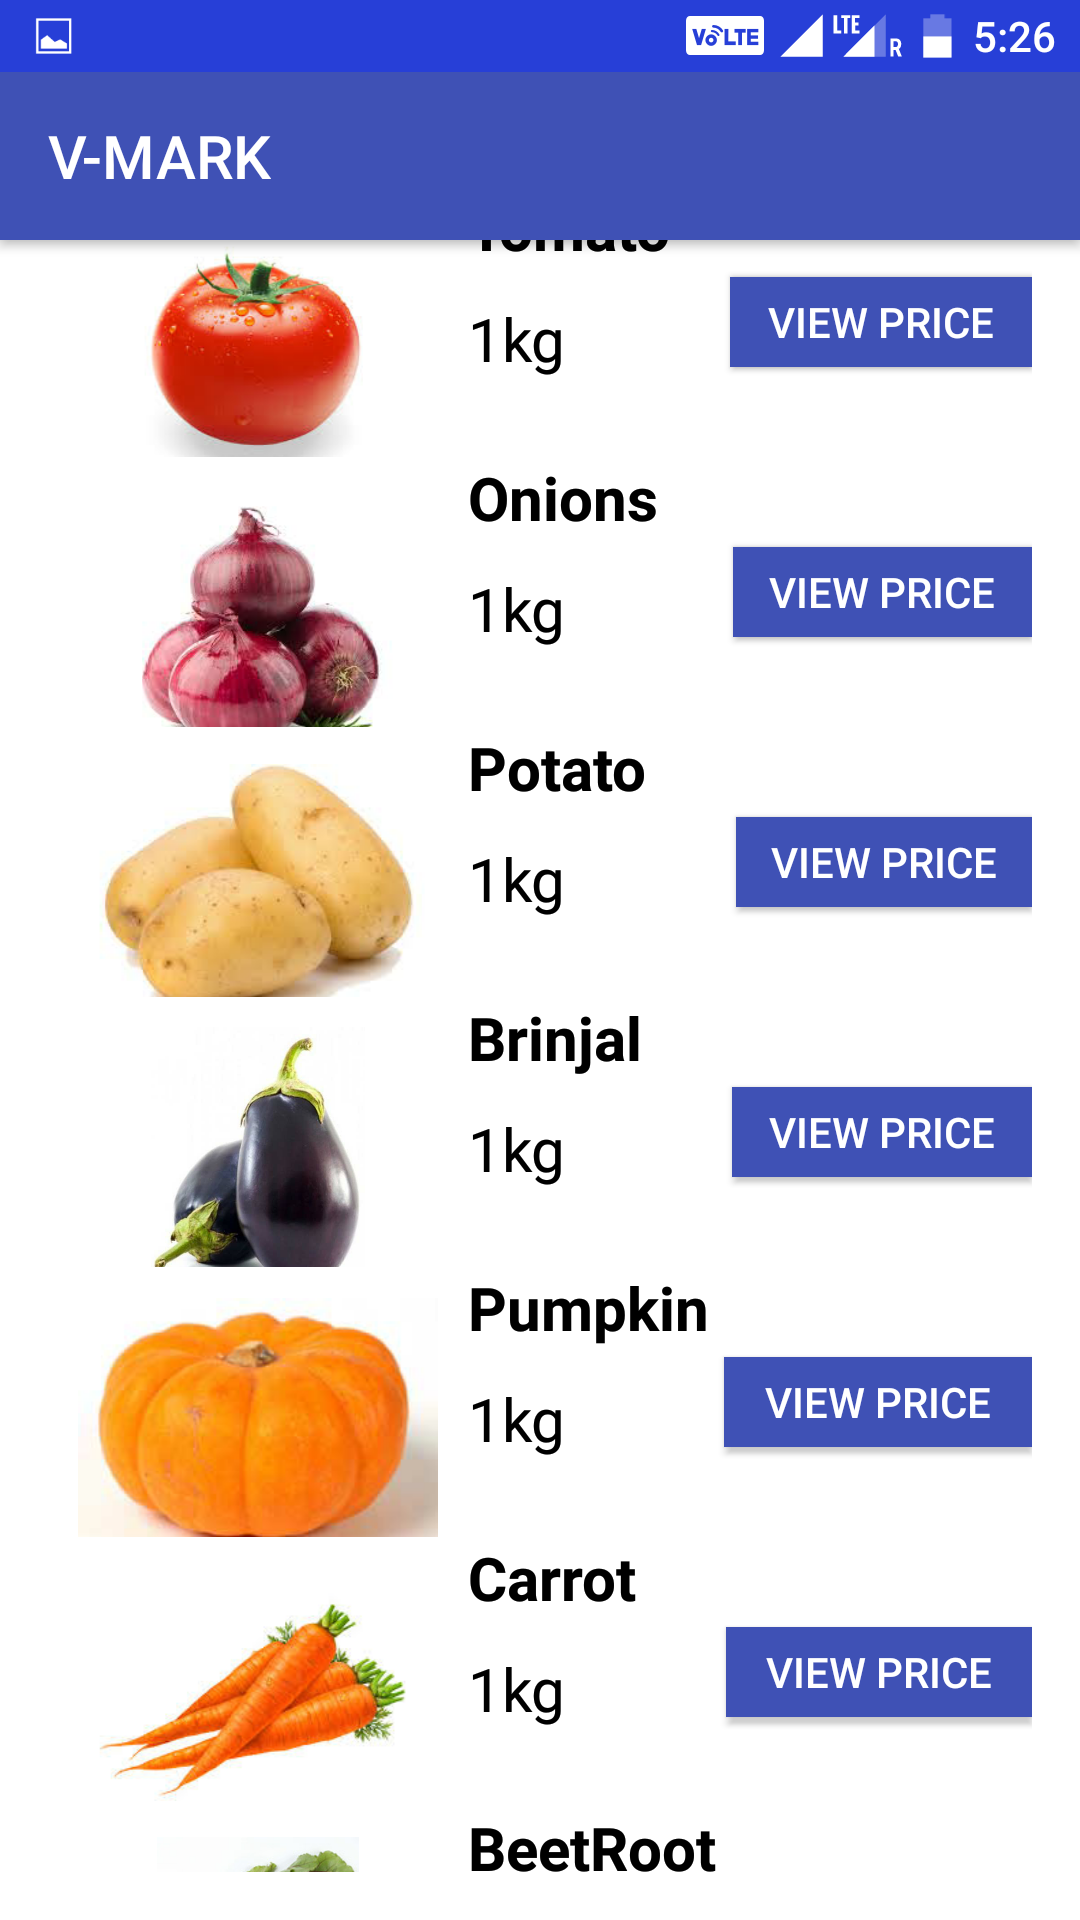 VoLTE LTE R 5:26
V-MARK
Tomato
1kg VIEW PRICE
Onions
1kg VIEW PRICE
Potato
1kg VIEW PRICE
Brinjal
1kg VIEW PRICE
Pumpkin
1kg VIEW PRICE
Carrot
1kg VIEW PRICE
BeetRoot